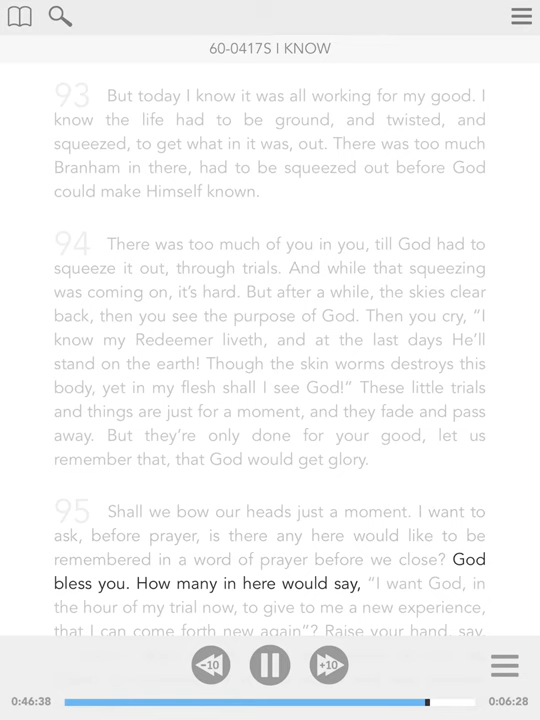 60-0417S I KNOW
93 But today I know it was all working for my good. I
know the life had to be ground, and twisted, and
squeezed, to get what in it was, out. There was too much
Branham in there, had to be squeezed out before God
could make Himself known.
94 There was too much of you in you, till God had to
squeeze it out, through trials. And while that squeezing
was coming on, it’s hard. But after a while, the skies clear
back, then you see the purpose of God. Then you cry, “I
know my Redeemer liveth, and at the last days He’ll
stand on the earth! Though the skin worms destroys this
body, yet in my flesh shall I see God!” These little trials
and things are just for a moment, and they fade and pass
away. But they’re only done for your good, let us
remember that, that God would get glory.
95 Shall we bow our heads just a moment. I want to
ask, before prayer, is there any here would like to be
remembered in a word of prayer before we close? God
bless you. How many in here would say, “I want God, in
the hour of my trial now, to give to me a new experience,
that I can come forth new again”? Raise your hand, say,
-10 +10
0:46:38 0:06:28